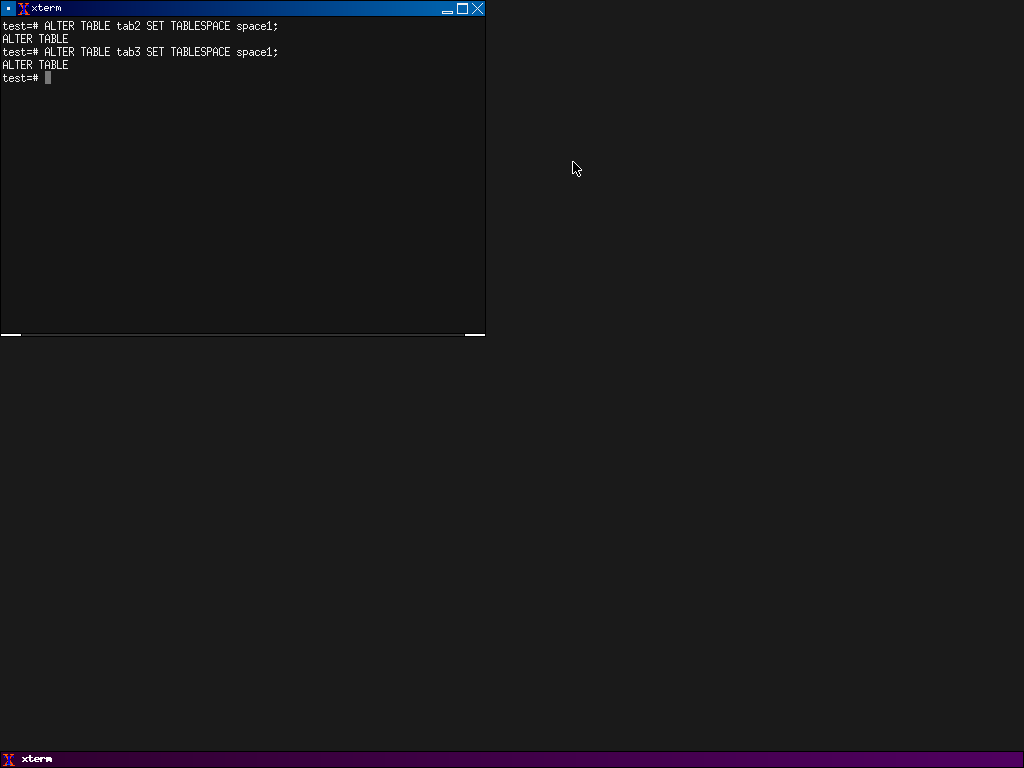 xterm
test=# ALTER TABLE tab2 SET TABLESPACE space1;
ALTER TABLE
test=# ALTER TABLE tab3 SET TABLESPACE space1;
ALTER TABLE
test=#
xterm